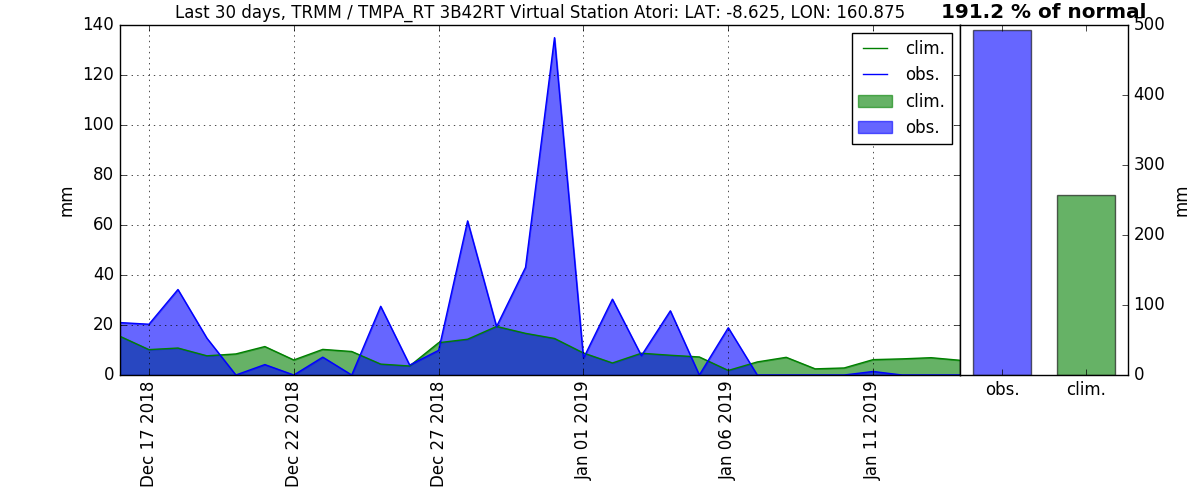 Last 30 days, TRMM / TMPA_RT 3B42RT Virtual Station Atori: LAT: -8.625, LON: 160.875
191.2 % of normal
140
120
100
80
60
40
20
0
mm
clim.
obs.
clim.
obs.
Dec 17 2018
Dec 22 2018
Dec 27 2018
Jan 01 2019
Jan 06 2019
Jan 11 2019
500
400
300
200
100
0
mm
obs.
clim.